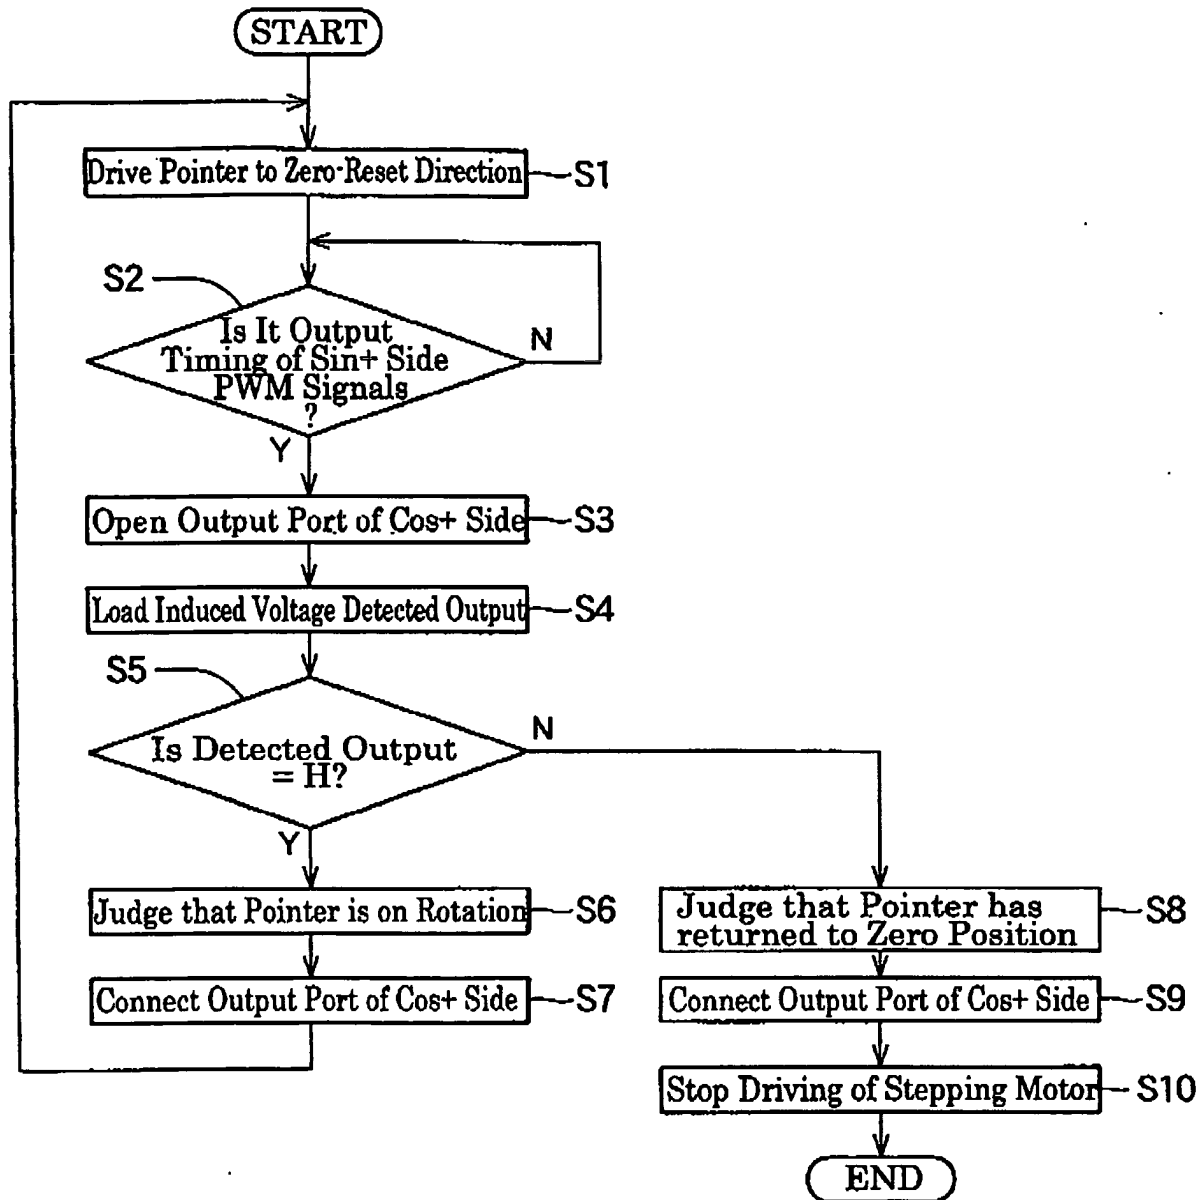 START
Drive Pointer to Zero-Reset Direction
S1
S2
Is It Output
Timing of Sin+ Side
PWM Signals
?
N
Y
Open Output Port of Cos+ Side
S3
Load Induced Voltage Detected Output
S4
S5
Is Detected Output
= H?
N
Y
Judge that Pointer is on Rotation
S6
Connect Output Port of Cos+ Side
S7
Judge that Pointer has
returned to Zero Position
S8
Connect Output Port of Cos+ Side
S9
Stop Driving of Stepping Motor
S10
END